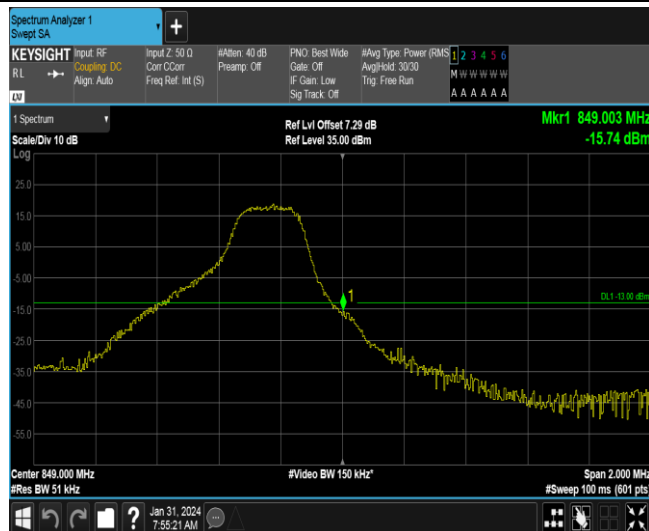 Spectrum Analyzer 1
Swept SA
+
KEYSIGHT
RL
LXI
Input: RF
Coupling: DC
Align: Auto
Input Z: 50 Ω
Corr CCorr
Freq Ref: Int (S)
#Atten: 40 dB
Preamp: Off
PNO: Best Wide
Gate: Off
IF Gain: Low
Sig Track: Off
#Avg Type: Power (RMS
Avg|Hold: 30/30
Trig: Free Run
1 2 3 4 5 6
M W W W W W
A A A A A A
1 Spectrum
Scale/Div 10 dB
Log
Ref Lvl Offset 7.29 dB
Ref Level 35.00 dBm
Mkr1 849.003 MHz
-15.74 dBm
25.0
15.0
5.00
-5.00
-15.0
-25.0
-35.0
-45.0
-55.0
1
DL1 -13.00 dBm
Center 849.000 MHz
#Res BW 51 kHz
#Video BW 150 kHz*
Span 2.000 MHz
#Sweep 100 ms (601 pts)
?
Jan 31, 2024
7:55:21 AM